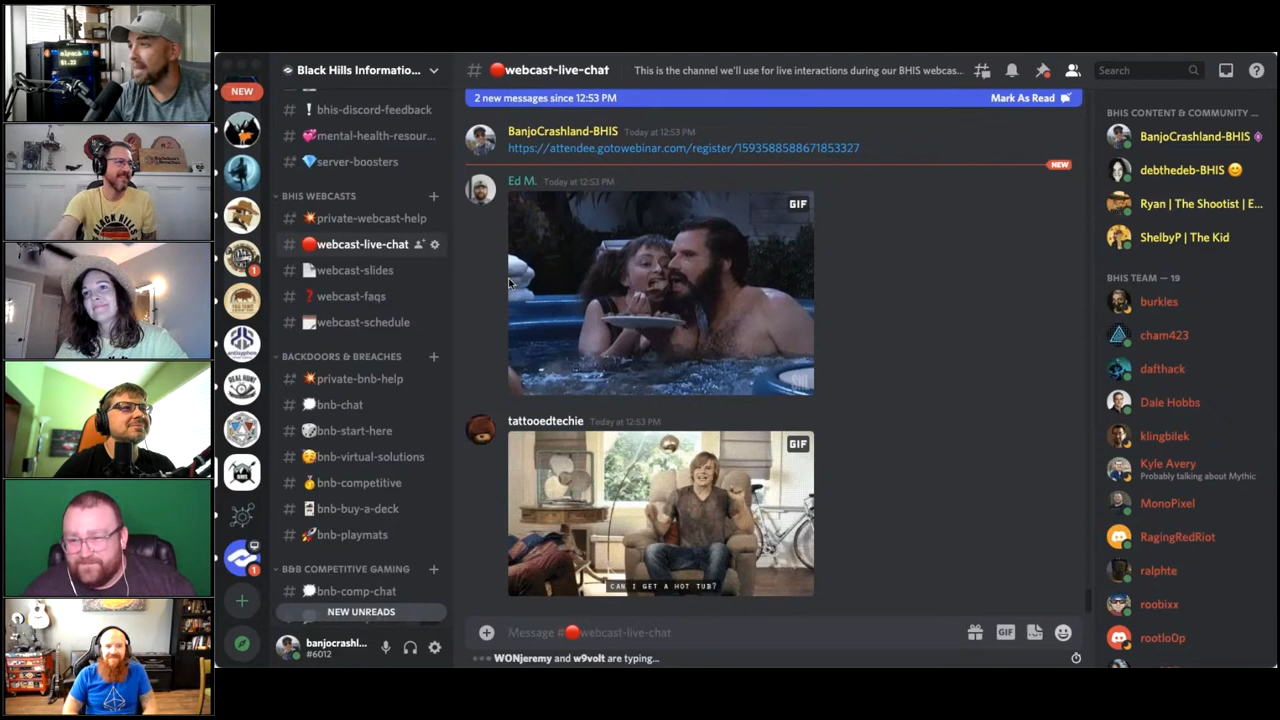 Black Hills Informatio...
NEW
bhis-discord-feedback
mental-health-resour...
server-boosters
BHIS WEBCASTS
private-webcast-help
webcast-live-chat
webcast-slides
webcast-faqs
webcast-schedule
BACKDOORS & BREACHES
private-bnb-help
bnb-chat
bnb-start-here
bnb-virtual-solutions
bnb-competitive
bnb-buy-a-deck
bnb-playmats
B&B COMPETITIVE GAMING
bnb-comp-chat
NEW UNREADS
banjocrashl...
#6012
1
1
webcast-live-chat
This is the channel we'll use for live interactions during our BHIS webcas...
Search
2 new messages since 12:53 PM
Mark As Read
BanjoCrashland-BHIS Today at 12:53 PM
https://attendee.gotowebinar.com/register/1593588588671853327
NEW
Ed M. Today at 12:53 PM
GIF
tattooedtechie Today at 12:53 PM
GIF
CAN I GET A HOT TUB?
Message #🔴webcast-live-chat
GIF
WONjeremy and w9volt are typing...
BHIS CONTENT & COMMUNITY ...
BanjoCrashland-BHIS
debthedeb-BHIS 😊
Ryan | The Shootist | E...
ShelbyP | The Kid
BHIS TEAM — 19
burkles
cham423
dafthack
Dale Hobbs
klingbilek
Kyle Avery
Probably talking about Mythic
MonoPixel
RagingRedRiot
ralphte
roobixx